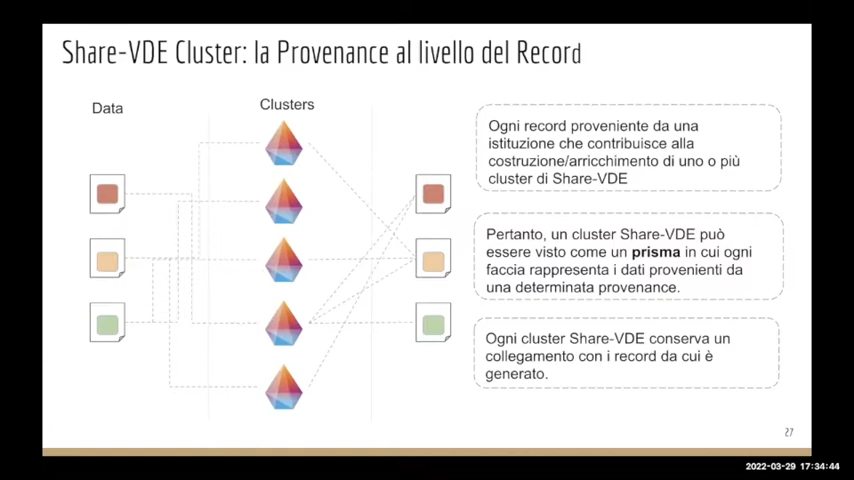 Share-VDE Cluster: la Provenance al livello del Record
Data
Clusters
Ogni record proveniente da una
istituzione che contribuisce alla
costruzione/arricchimento di uno o più
cluster di Share-VDE
Pertanto, un cluster Share-VDE può
essere visto come un prisma in cui ogni
faccia rappresenta i dati provenienti da
una determinata provenance.
Ogni cluster Share-VDE conserva un
collegamento con i record da cui è
generato.
27
2022-03-29 17:34:44